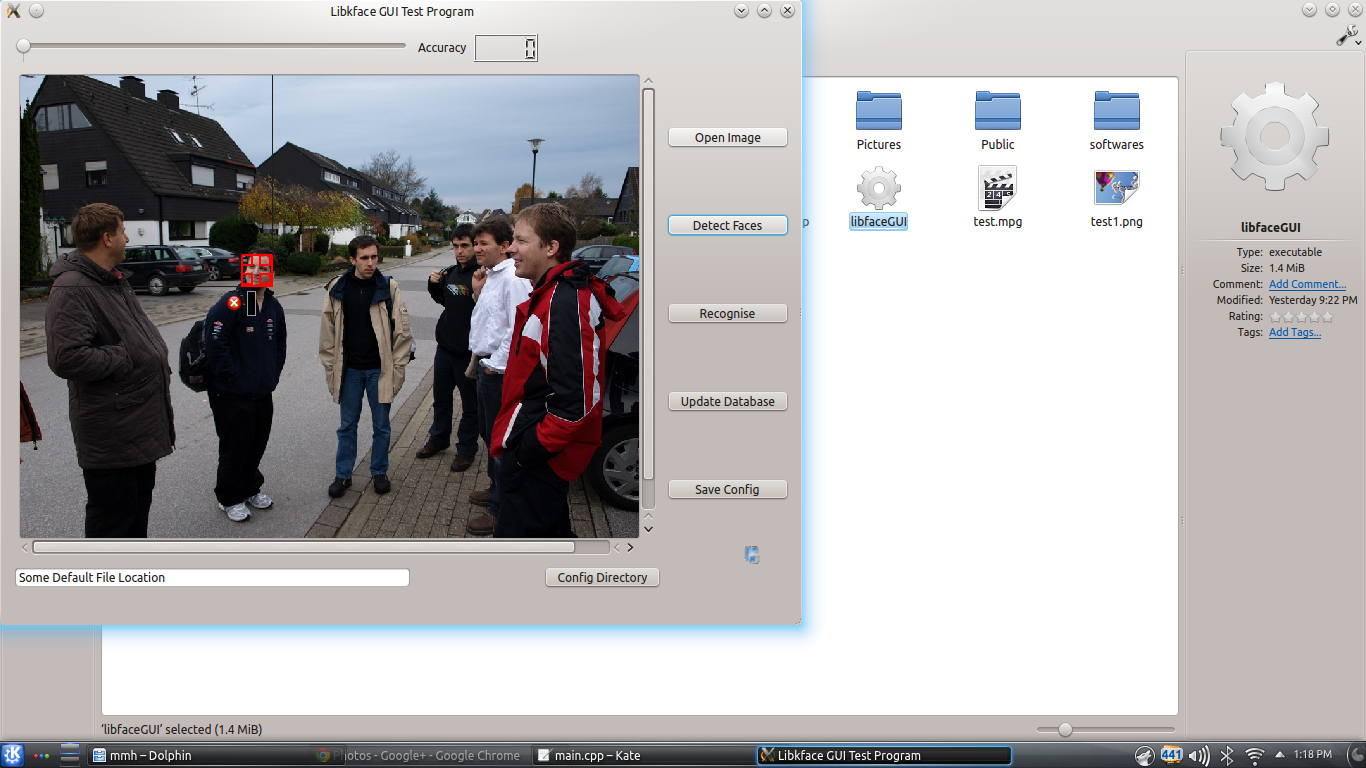 Libkface GUI Test Program
Accuracy
0
Open Image
Detect Faces
Recognise
Update Database
Save Config
Some Default File Location
Config Directory
Pictures
Public
softwares
p
libfaceGUI
test.mpg
test1.png
libfaceGUI
Type: executable
Size: 1.4 MiB
Comment: Add Comment...
Modified: Yesterday 9:22 PM
Rating:
Tags: Add Tags...
'libfaceGUI' selected (1.4 MiB)
mmh – Dolphin
Photos - Google+ - Google Chrome
main.cpp – Kate
Libkface GUI Test Program
441
1:18 PM